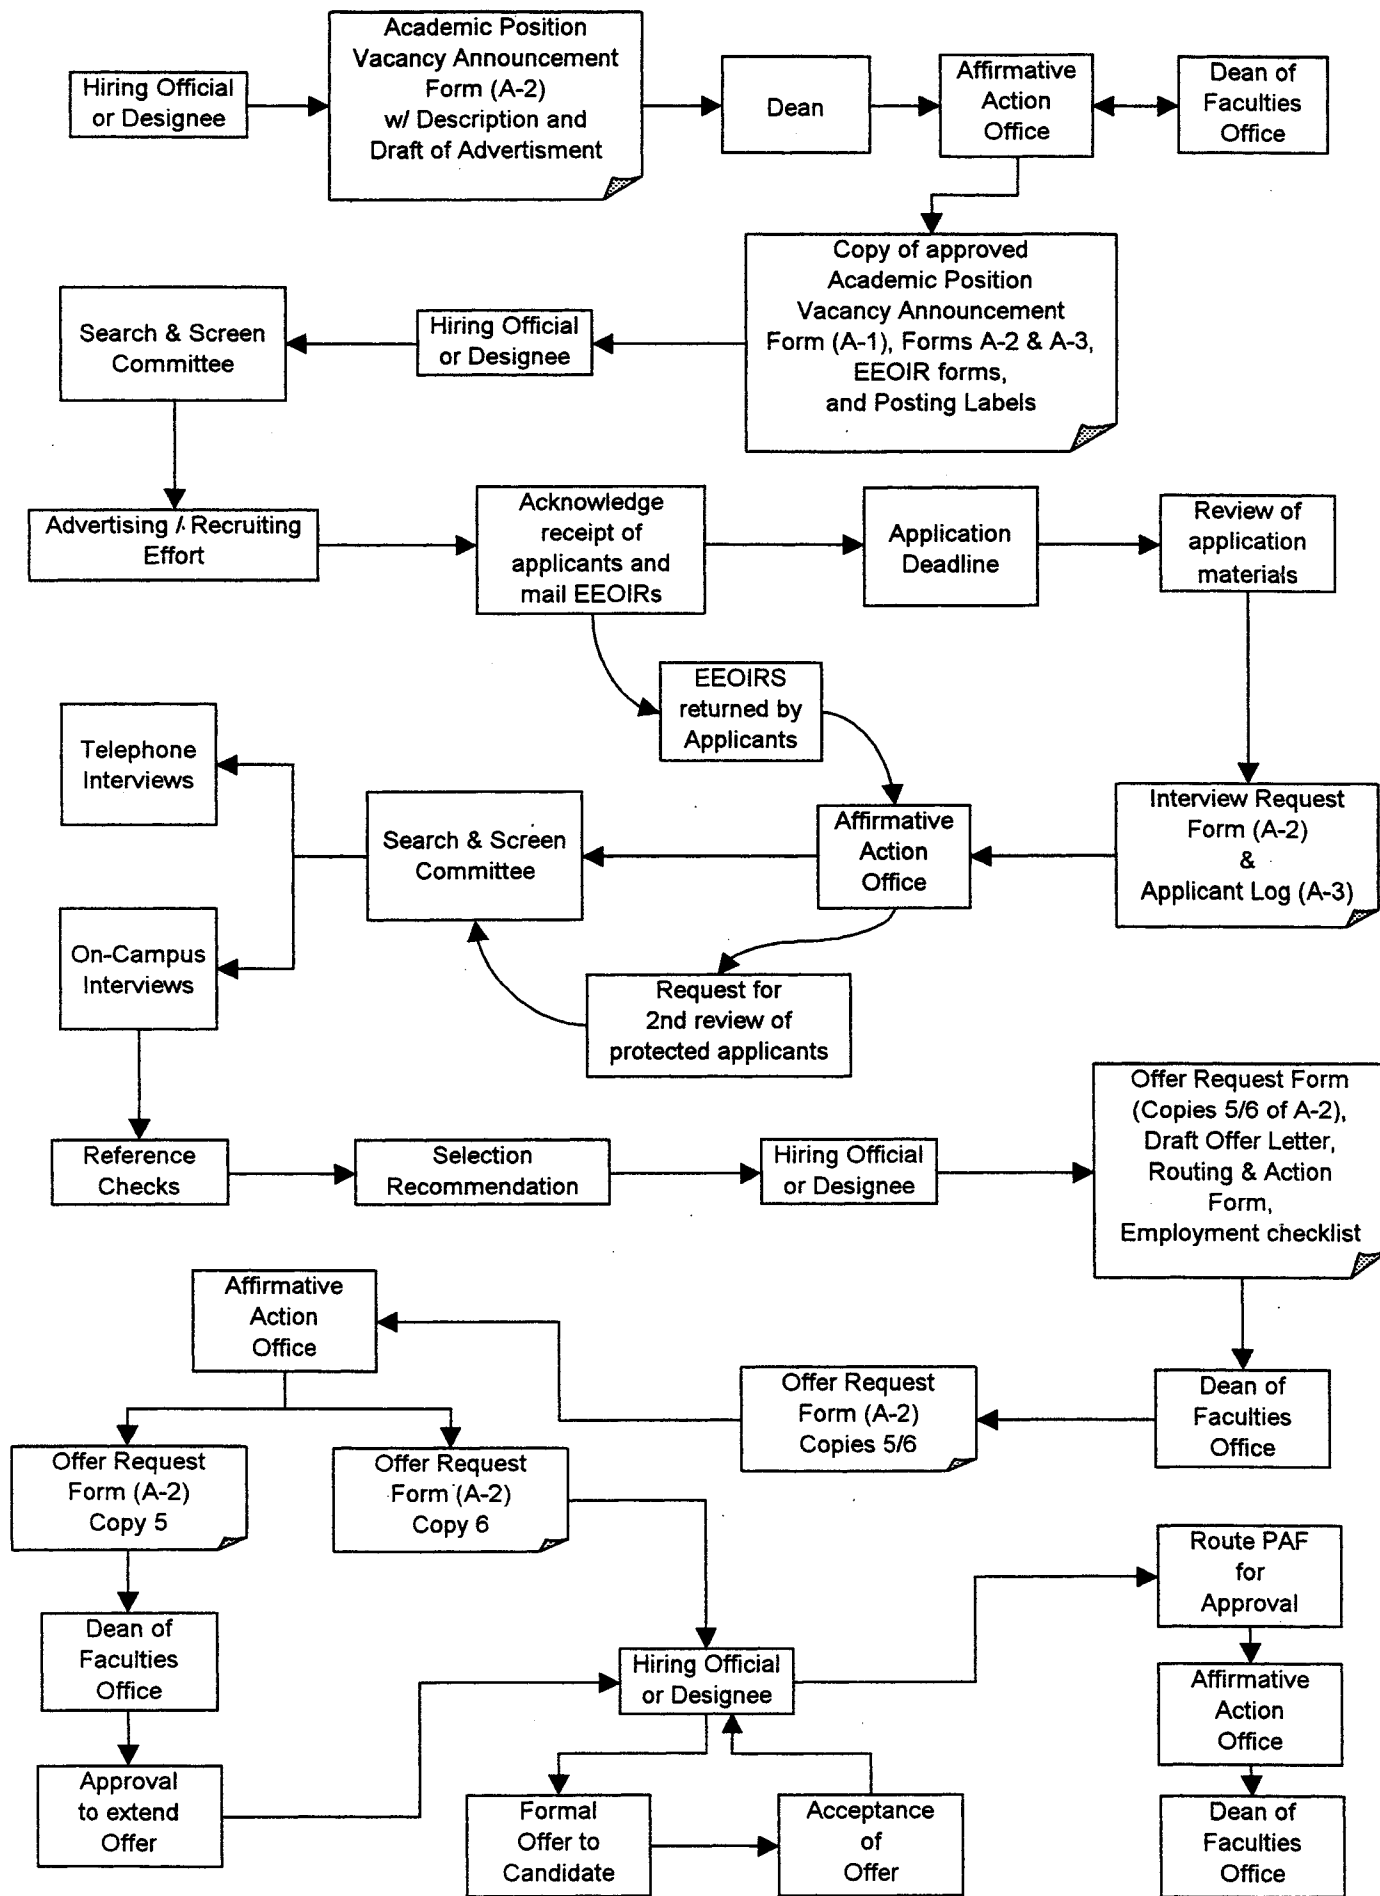 Academic Position
Vacancy Announcement
Form (A-2)
w/ Description and
Draft of Advertisment
Hiring Official
or Designee
Dean
Affirmative
Action
Office
Dean of
Faculties
Office
Copy of approved
Academic Position
Vacancy Announcement
Form (A-1), Forms A-2 & A-3,
EEOIR forms,
and Posting Labels
Hiring Official
or Designee
Search & Screen
Committee
Advertising / Recruiting
Effort
Acknowledge
receipt of
applicants and
mail EEOIRs
Application
Deadline
Review of
application
materials
EEOIRS
returned by
Applicants
Telephone
Interviews
Search & Screen
Committee
Affirmative
Action
Office
Interview Request
Form (A-2)
&
Applicant Log (A-3)
On-Campus
Interviews
Request for
2nd review of
protected applicants
Reference
Checks
Selection
Recommendation
Hiring Official
or Designee
Offer Request Form
(Copies 5/6 of A-2),
Draft Offer Letter,
Routing & Action
Form,
Employment checklist
Affirmative
Action
Office
Offer Request
Form (A-2)
Copies 5/6
Dean of
Faculties
Office
Offer Request
Form (A-2)
Copy 5
Offer Request
Form (A-2)
Copy 6
Route PAF
for
Approval
Dean of
Faculties
Office
Hiring Official
or Designee
Affirmative
Action
Office
Approval
to extend
Offer
Formal
Offer to
Candidate
Acceptance
of
Offer
Dean of
Faculties
Office